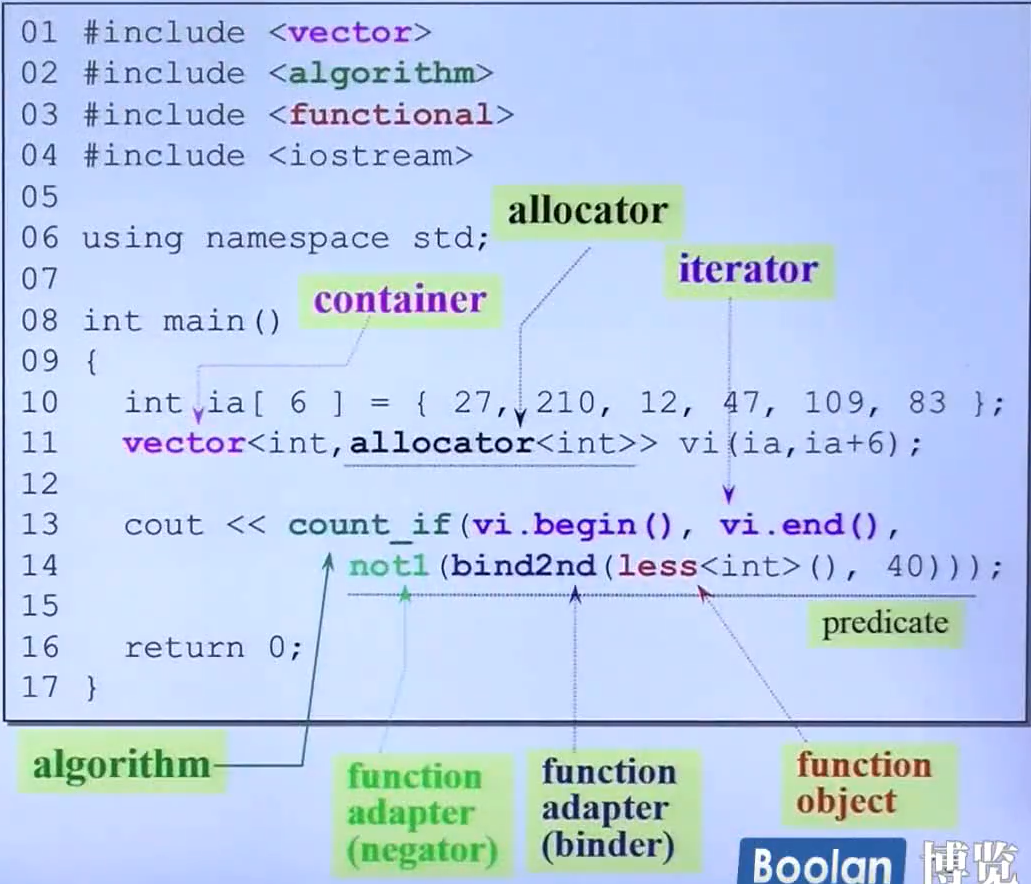 01 #include <vector>
02 #include <algorithm>
03 #include <functional>
04 #include <iostream>
05
allocator
06 using namespace std;
iterator
07
container
08 int main()
09 {
10 int ia[ 6 ] = { 27, 210, 12, 47, 109, 83 };
11 vector<int,allocator<int>> vi(ia,ia+6);
12
13 cout << count_if(vi.begin(), vi.end(),
14 not1(bind2nd(less<int>(), 40)));
15
predicate
16 return 0;
17 }
algorithm
function
adapter
(negator)
function
adapter
(binder)
function
object
Boolan 博览